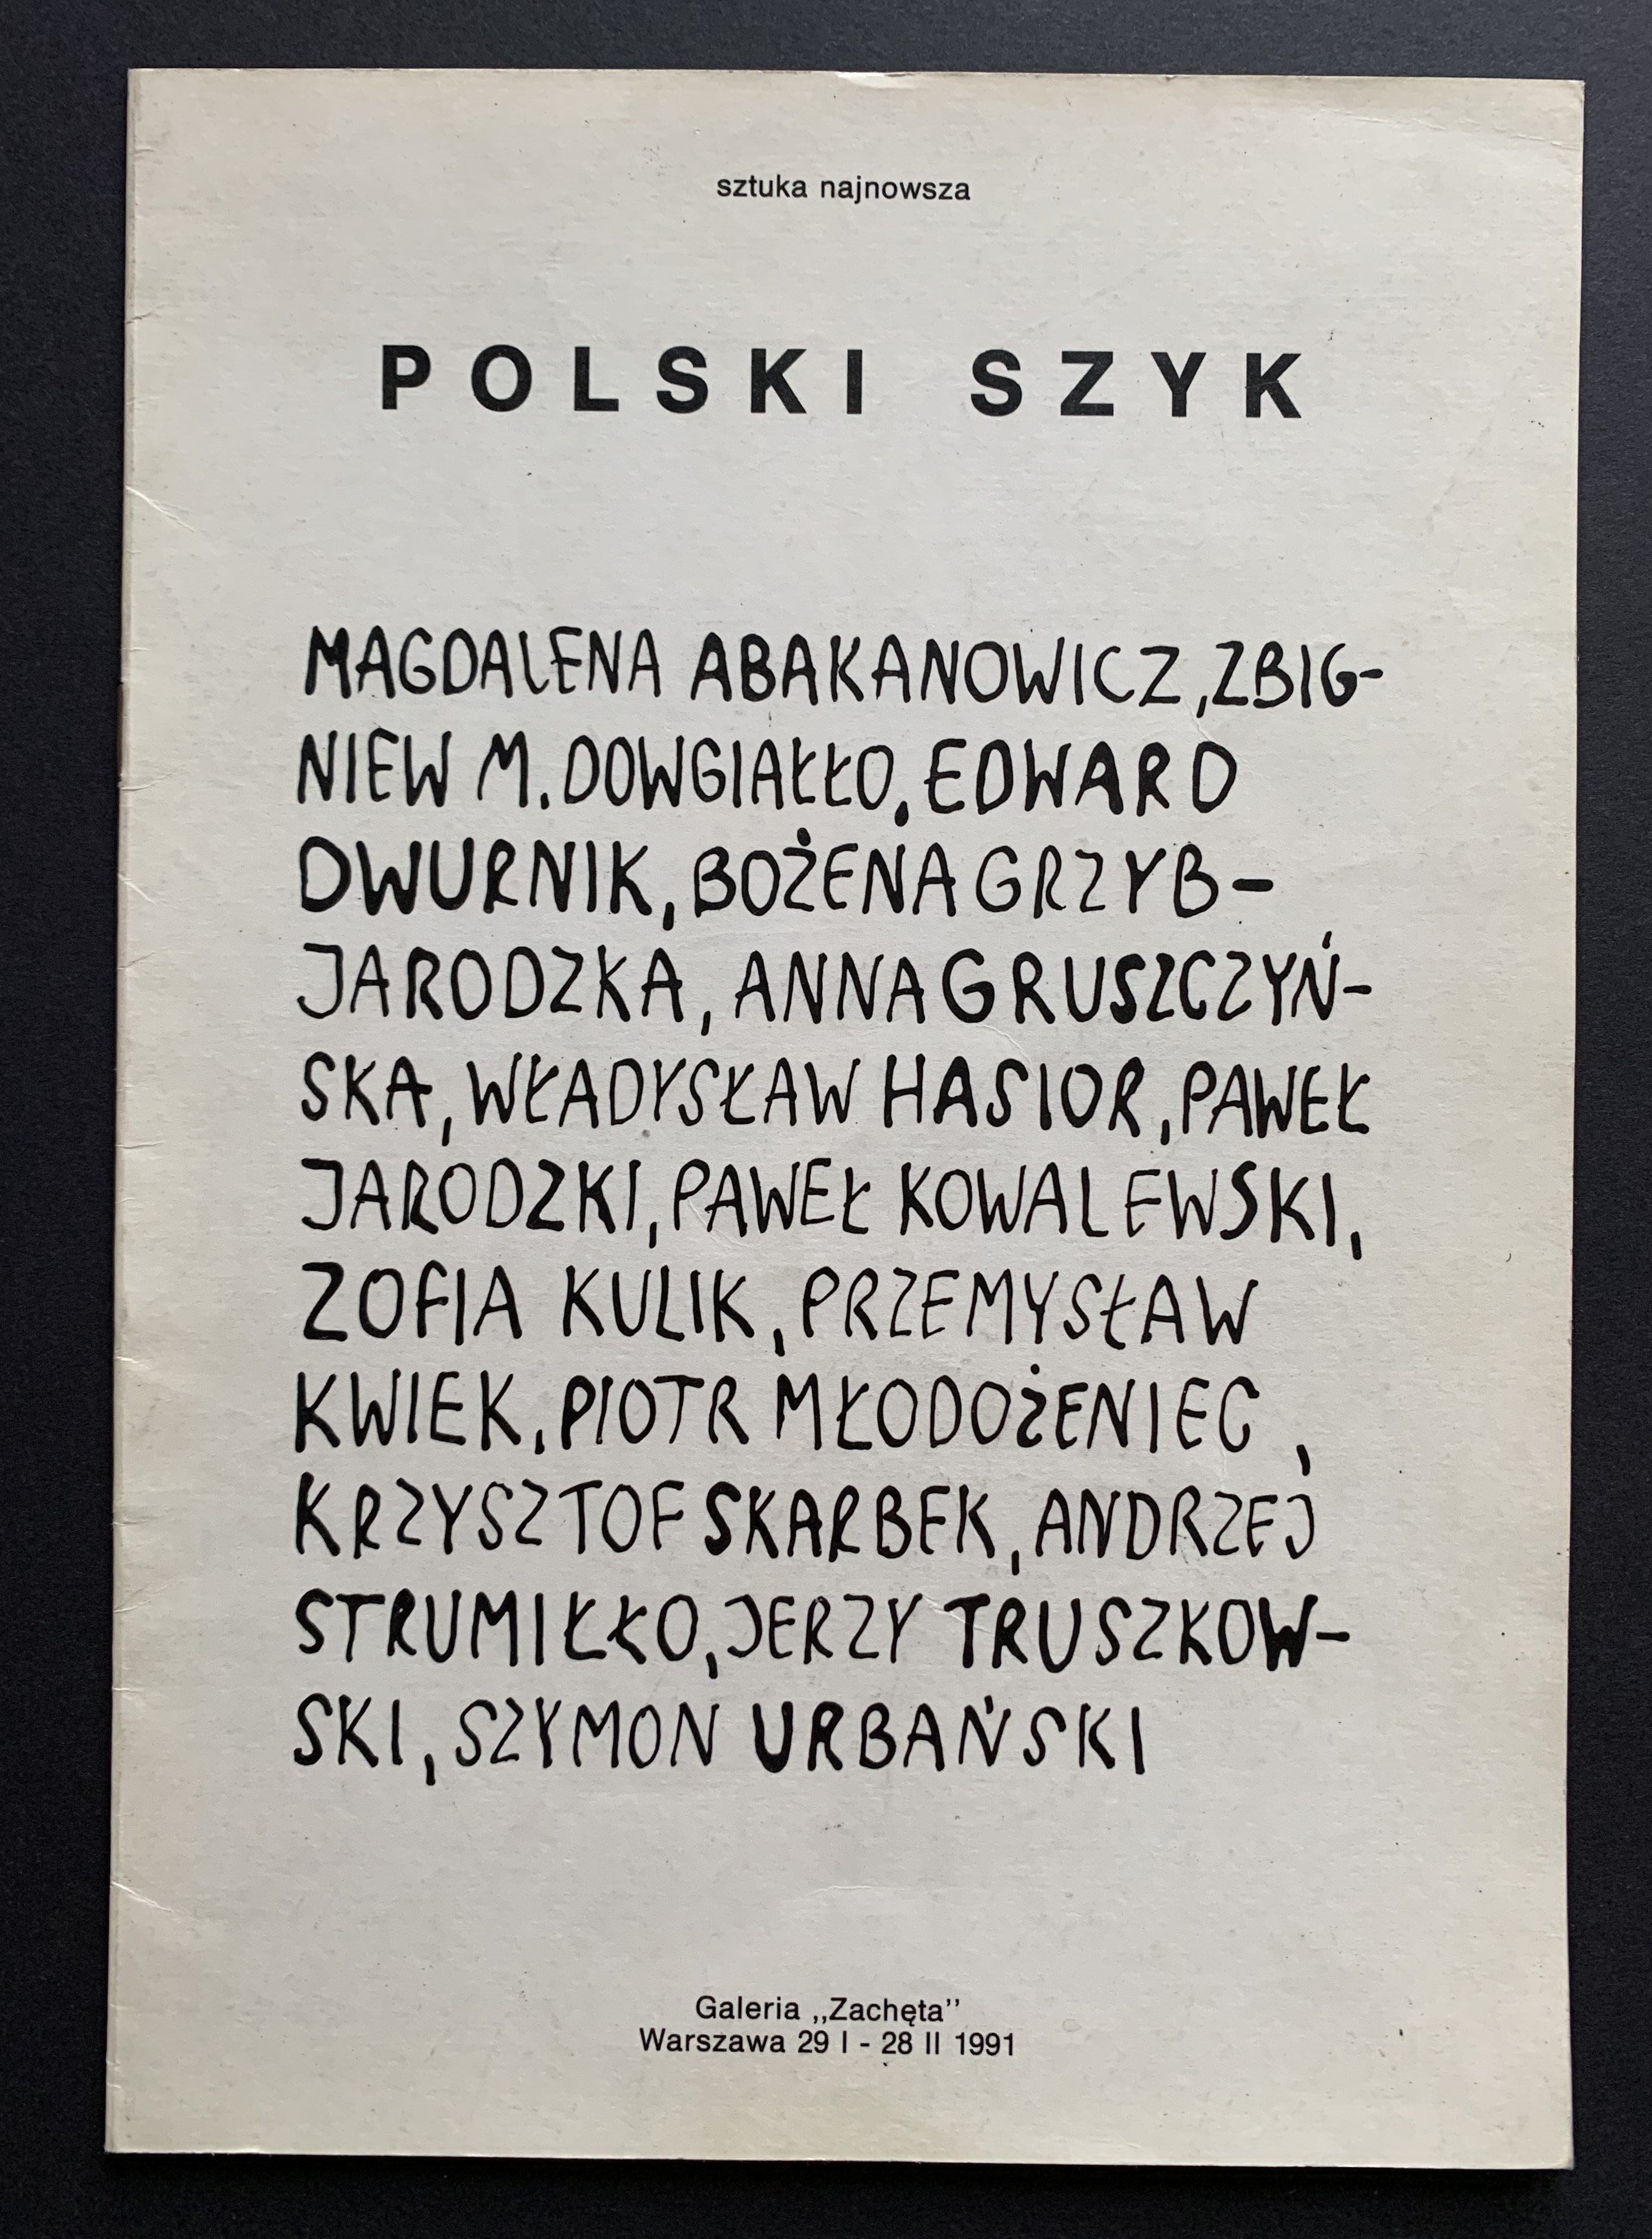 sztuka najnowsza
POLSKI SZYK
MAGDALENA ABAKANOWICZ, ZBIG-
NIEW M. DOWGIAŁŁO, EDWARD
DWURNIK, BOŻENA GRZYB-
JARODZKA, ANNA GRUSZCZYŃ-
SKA, WŁADYSŁAW HASIOR, PAWEŁ
JARODZKI, PAWEŁ KOWALEWSKI,
ZOFIA KULIK, PRZEMYSŁAW
KWIEK, PIOTR MŁODOŻENIEC,
KRZYSZTOF SKARBEK, ANDRZEJ
STRUMIŁŁO, JERZY TRUSZKOW-
SKI, SZYMON URBAŃSKI
Galeria ,,Zachęta''
Warszawa 29 I - 28 II 1991